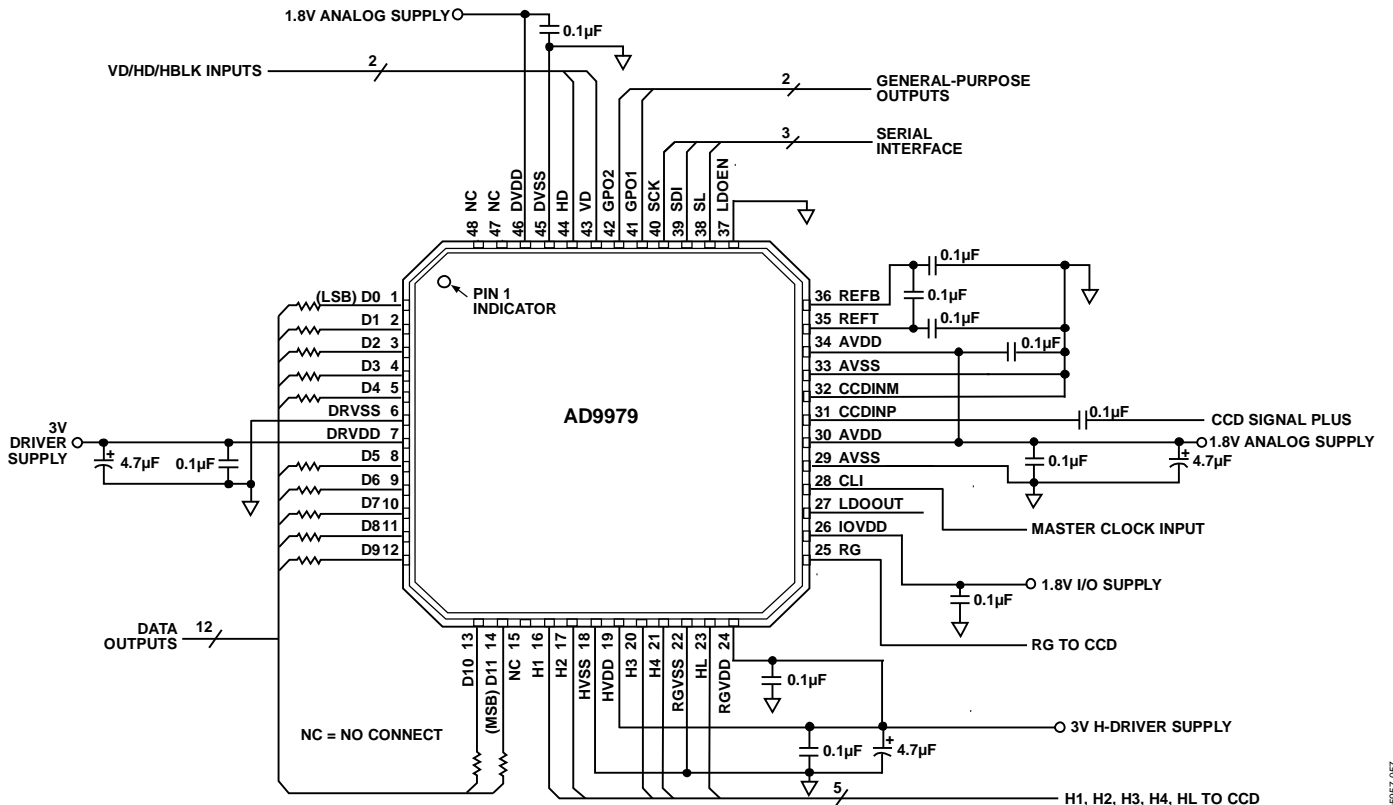 1.8V ANALOG SUPPLY
0.1µF
VD/HD/HBLK INPUTS
2
2
GENERAL-PURPOSE
OUTPUTS
3
SERIAL
INTERFACE
48 NC
47 NC
46 DVDD
45 DVSS
44 HD
43 VD
42 GPO2
41 GPO1
40 SCK
39 SDI
38 SL
37 LDOEN
PIN 1
INDICATOR
AD9979
(LSB) D0 1
D1 2
D2 3
D3 4
D4 5
DRVSS 6
DRVDD 7
D5 8
D6 9
D7 10
D8 11
D9 12
3V
DRIVER
SUPPLY
+
4.7µF
0.1µF
36 REFB
35 REFT
34 AVDD
33 AVSS
32 CCDINM
31 CCDINP
30 AVDD
29 AVSS
28 CLI
27 LDOOUT
26 IOVDD
25 RG
0.1µF
0.1µF
0.1µF
0.1µF
0.1µF
CCD SIGNAL PLUS
1.8V ANALOG SUPPLY
0.1µF
+
4.7µF
MASTER CLOCK INPUT
1.8V I/O SUPPLY
0.1µF
RG TO CCD
DATA
OUTPUTS
12
D10 13
(MSB) D11 14
NC 15
H1 16
H2 17
HVSS 18
HVDD 19
H3 20
H4 21
RGVSS 22
HL 23
RGVDD 24
0.1µF
NC = NO CONNECT
3V H-DRIVER SUPPLY
0.1µF
+
4.7µF
5
H1, H2, H3, H4, HL TO CCD